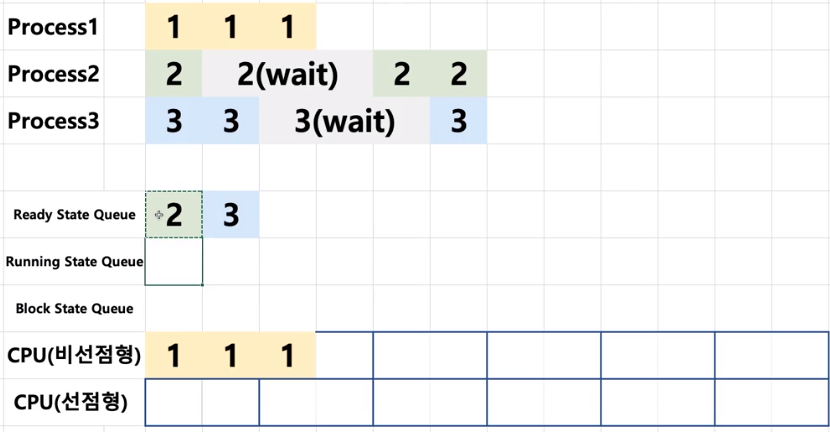 Process1 1 1 1
Process2 2 2(wait) 2 2
Process3 3 3 3(wait) 3
Ready State Queue 2 3
Running State Queue
Block State Queue
CPU(비선점형) 1 1 1
CPU(선점형)